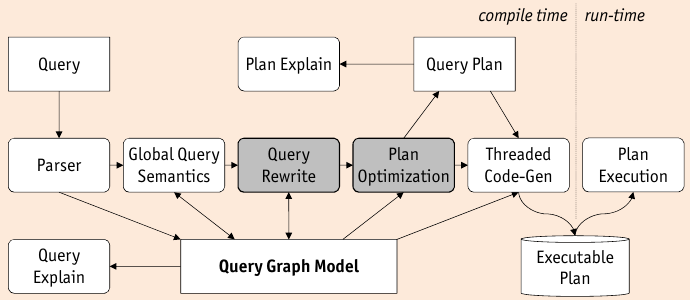 compile time
run-time
Query
Plan Explain
Query Plan
Parser
Global Query
Semantics
Query
Rewrite
Plan
Optimization
Threaded
Code-Gen
Plan
Execution
Query
Explain
Query Graph Model
Executable
Plan